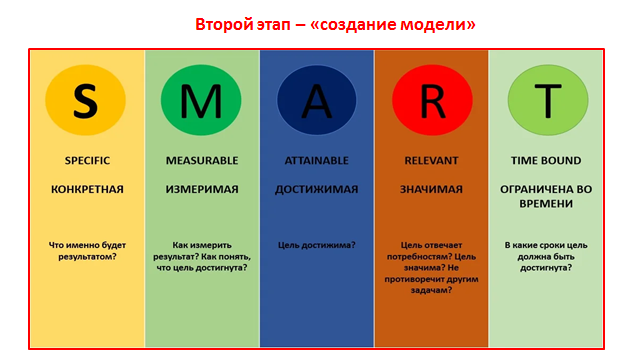 Второй этап – «создание модели»
S
SPECIFIC
КОНКРЕТНАЯ
Что именно будет
результатом?
M
MEASURABLE
ИЗМЕРИМАЯ
Как измерить
результат? Как понять,
что цель достигнута?
A
ATTAINABLE
ДОСТИЖИМАЯ
Цель достижима?
R
RELEVANT
ЗНАЧИМАЯ
Цель отвечает
потребностям? Цель
значима? Не
противоречит другим
задачам?
T
TIME BOUND
ОГРАНИЧЕНА ВО
ВРЕМЕНИ
В какие сроки цель
должна быть
достигнута?